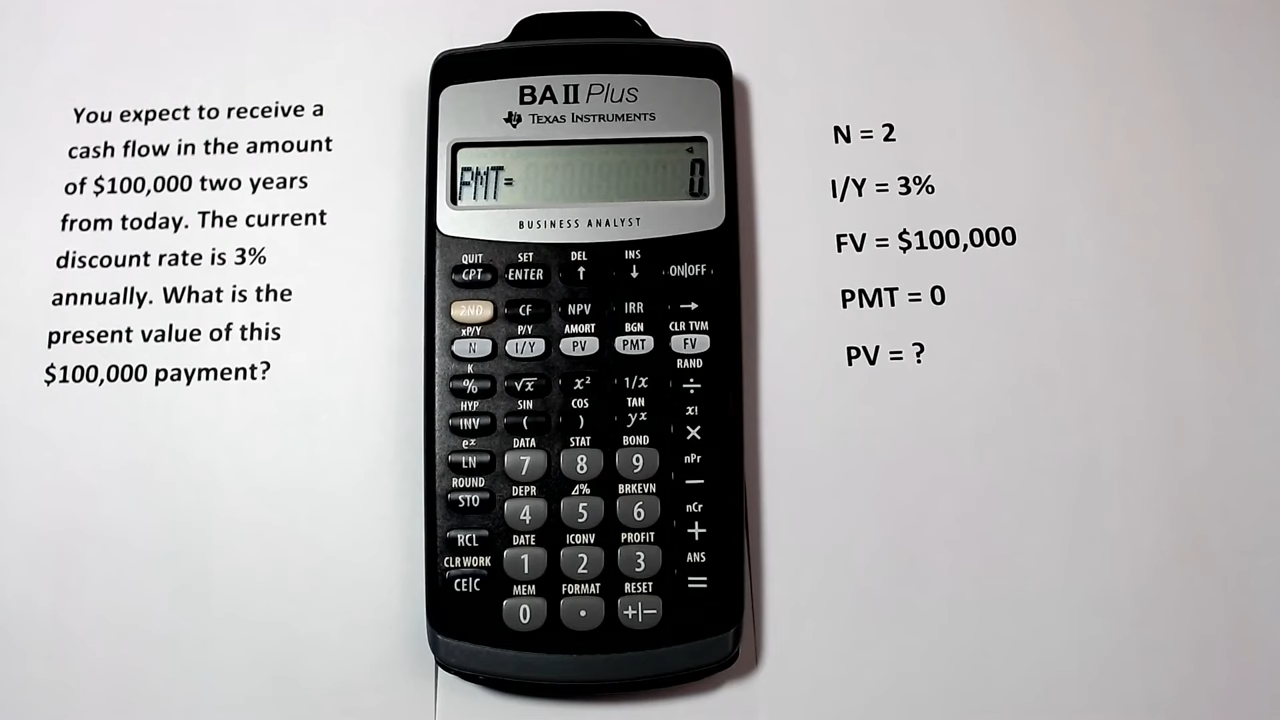 You expect to receive a
cash flow in the amount
of $100,000 two years
from today. The current
discount rate is 3%
annually. What is the
present value of this
$100,000 payment?
BA II Plus
TEXAS INSTRUMENTS
PMT= 0.
BUSINESS ANALYST
QUIT SET DEL INS
CPT ENTER ↑ ↓ ON|OFF
2ND CF NPV IRR →
xP/Y P/Y AMORT BGN CLR TVM
N I/Y PV PMT FV
K RAND
% √x x² 1/x ÷
HYP SIN COS TAN x!
INV ( ) yˣ ×
eˣ DATA STAT BOND nPr
LN 7 8 9 −
ROUND DEPR Δ% BRKEVN nCr
STO 4 5 6 +
DATE ICONV PROFIT ANS
RCL 1 2 3 =
CLR WORK MEM FORMAT RESET
CE|C 0 . +|−
N = 2
I/Y = 3%
FV = $100,000
PMT = 0
PV = ?